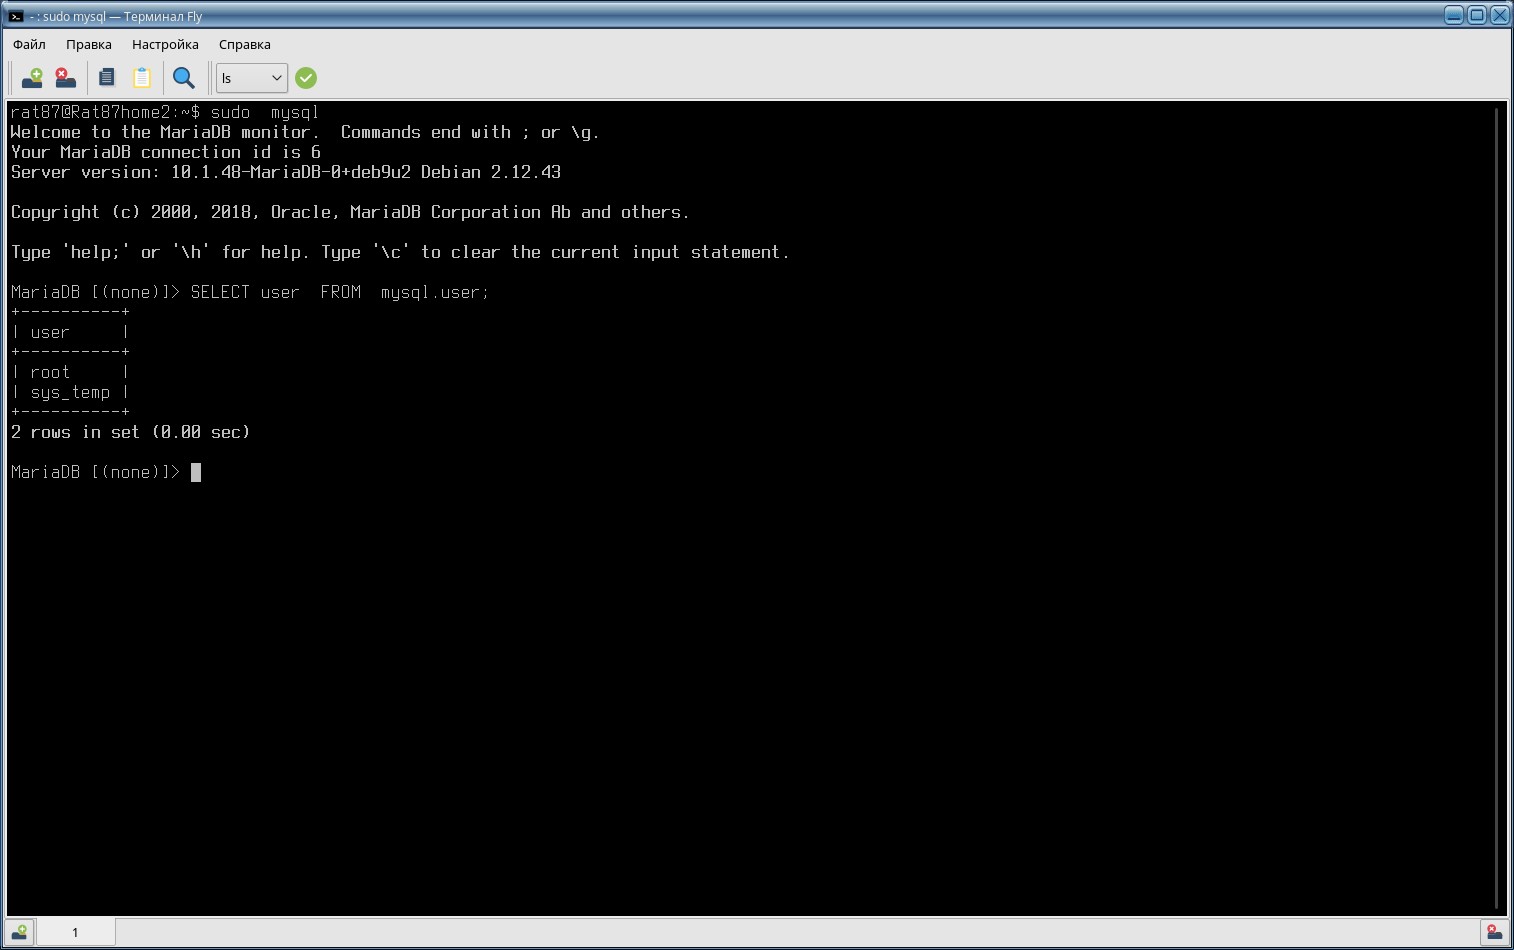 - : sudo mysql — Терминал Fly
Файл Правка Настройка Справка
ls
rat87@Rat87home2:~$ sudo  mysql
Welcome to the MariaDB monitor.  Commands end with ; or \g.
Your MariaDB connection id is 6
Server version: 10.1.48-MariaDB-0+deb9u2 Debian 2.12.43
Copyright (c) 2000, 2018, Oracle, MariaDB Corporation Ab and others.
Type 'help;' or '\h' for help. Type '\c' to clear the current input statement.
MariaDB [(none)]> SELECT user  FROM  mysql.user;
+----------+
| user     |
+----------+
| root     |
| sys_temp |
+----------+
2 rows in set (0.00 sec)
MariaDB [(none)]>
1